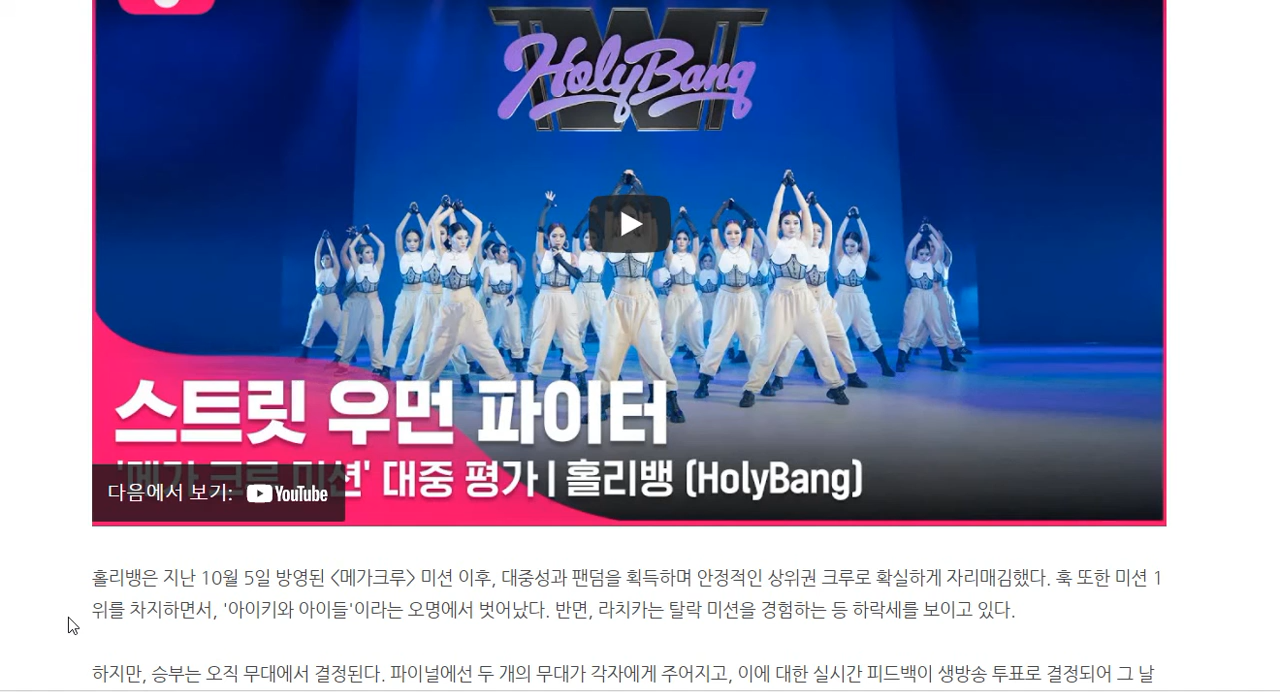 HolyBang
스트릿 우먼 파이터
'메가 크루 미션' 대중 평가 | 홀리뱅 (HolyBang)
다음에서 보기: YouTube
홀리뱅은 지난 10월 5일 방영된 <메가크루> 미션 이후, 대중성과 팬덤을 획득하며 안정적인 상위권 크루로 확실하게 자리매김했다. 훅 또한 미션 1
위를 차지하면서, '아이키와 아이들'이라는 오명에서 벗어났다. 반면, 라치카는 탈락 미션을 경험하는 등 하락세를 보이고 있다.
하지만, 승부는 오직 무대에서 결정된다. 파이널에선 두 개의 무대가 각자에게 주어지고, 이에 대한 실시간 피드백이 생방송 투표로 결정되어 그 날